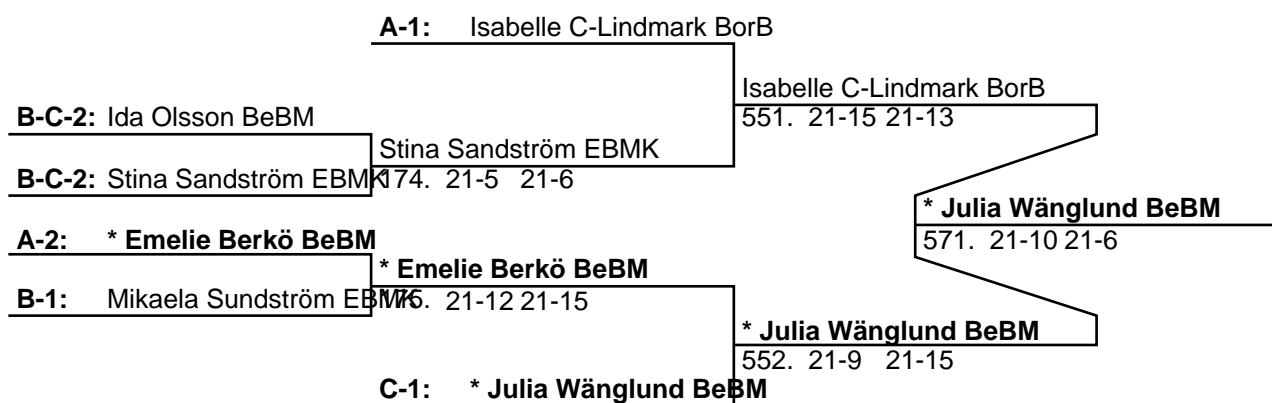 A-1: Isabelle C-Lindmark BorB
Isabelle C-Lindmark BorB
551. 21-15 21-13
B-C-2: Ida Olsson BeBM
Stina Sandström EBMK
174. 21-5 21-6
B-C-2: Stina Sandström EBMK
* Julia Wänglund BeBM
571. 21-10 21-6
A-2: * Emelie Berkö BeBM
* Emelie Berkö BeBM
175. 21-12 21-15
B-1: Mikaela Sundström EBMK
* Julia Wänglund BeBM
552. 21-9 21-15
C-1: * Julia Wänglund BeBM